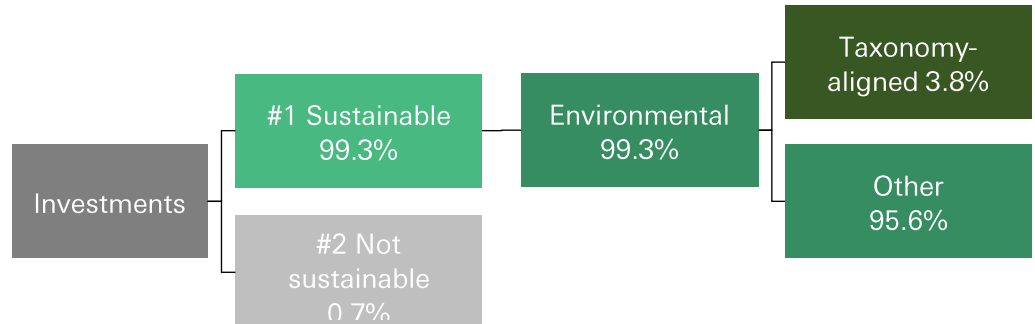 Investments
#1 Sustainable
99.3%
#2 Not
sustainable
0.7%
Environmental
99.3%
Taxonomy-
aligned 3.8%
Other
95.6%